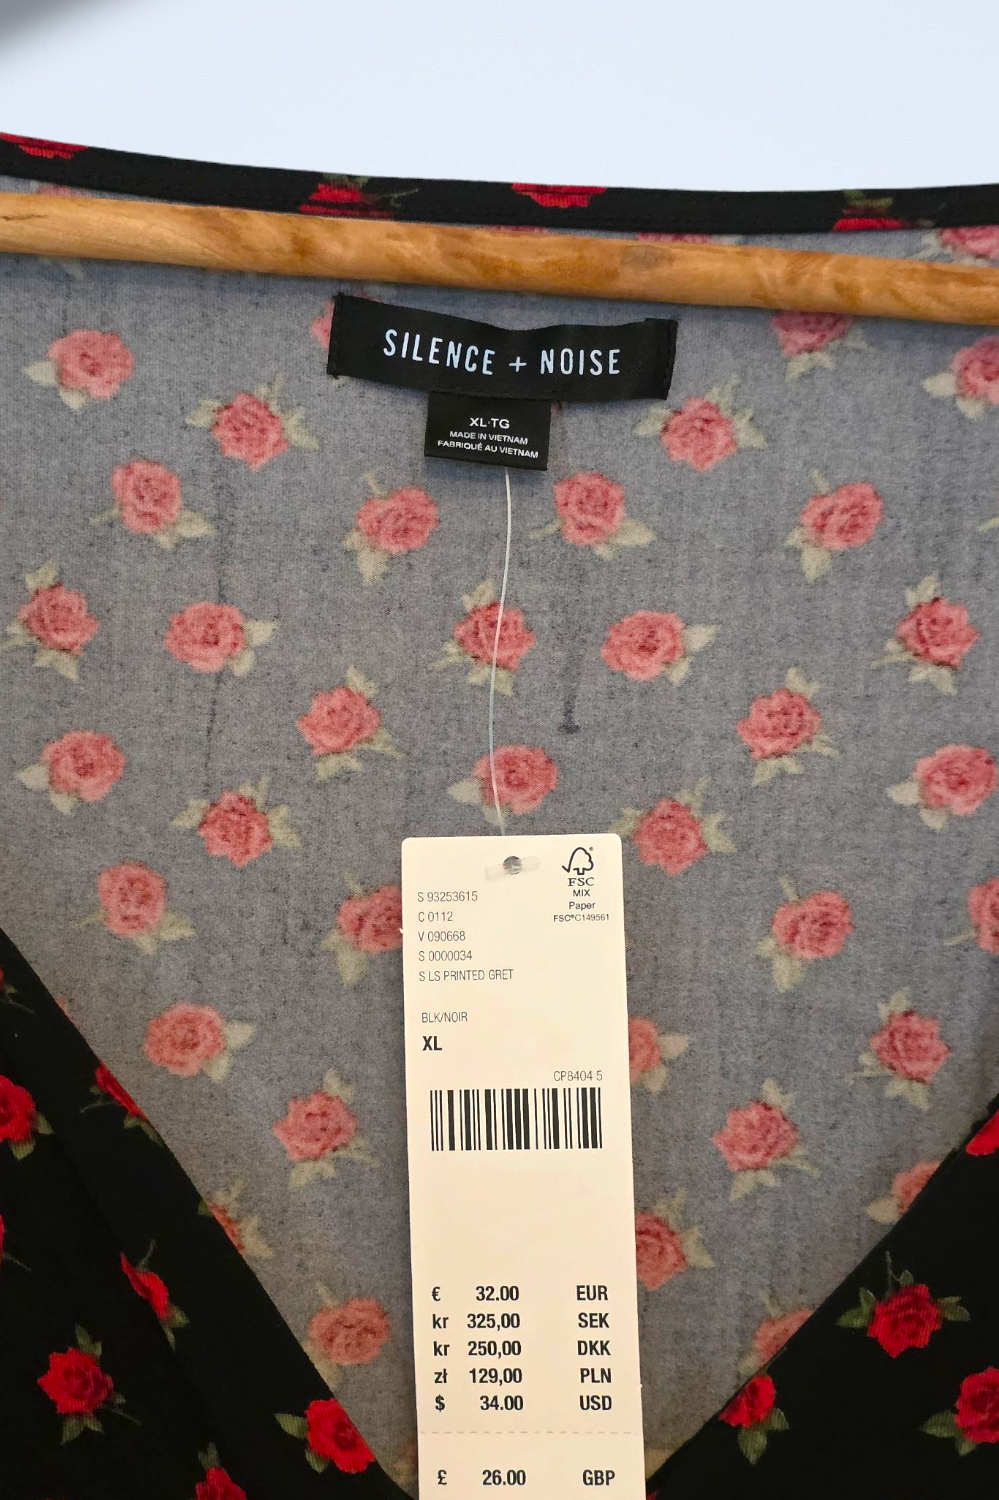 SILENCE + NOISE
XL·TG
MADE IN VIETNAM
FABRIQUÉ AU VIETNAM
FSC
MIX
Paper
FSC® C149561
S 93253615
C 0112
V 090668
S 0000034
S LS PRINTED GRET
BLK/NOIR
XL
CP8404 5
€ 32.00 EUR
kr 325,00 SEK
kr 250,00 DKK
zł 129,00 PLN
$ 34.00 USD
£ 26.00 GBP